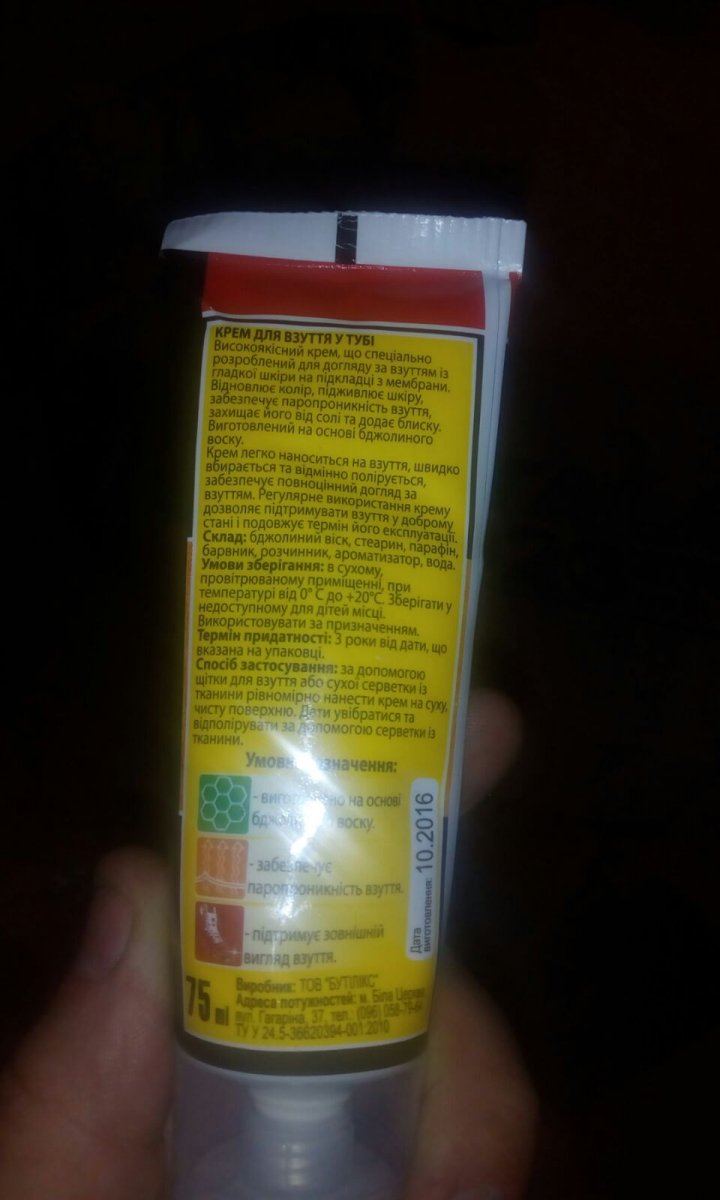 КРЕМ ДЛЯ ВЗУТТЯ У ТУБІ
Високоякісний крем, що спеціально
розроблений для догляду за взуттям із
гладкої шкіри на підкладці з мембрани.
Відновлює колір, підживлює шкіру,
забезпечує паропроникність взуття,
захищає його від солі та додає блиску.
Виготовлений на основі бджолиного
воску.
Крем легко наноситься на взуття, швидко
вбирається та відмінно полірується,
забезпечує повноцінний догляд за
взуттям. Регулярне використання крему
дозволяє підтримувати взуття у доброму
стані і подовжує термін його експлуатації.
Склад: бджолиний віск, стеарин, парафін,
барвник, розчинник, ароматизатор, вода.
Умови зберігання: в сухому,
провітрюваному приміщенні, при
температурі від 0° С до +20°С. Зберігати у
недоступному для дітей місці.
Використовувати за призначенням.
Термін придатності: 3 роки від дати, що
вказана на упаковці.
Спосіб застосування: за допомогою
щітки для взуття або сухої серветки із
тканини рівномірно нанести крем на суху,
чисту поверхню. Дати увібратися та
відполірувати за допомогою серветки із
тканини.
- на основі
воску.
- забезпечує
паропроникність взуття.
- підтримує зовнішній
вигляд взуття.
Дата
виготовлення: 10.2016
75 ml
Виробник: ТОВ "БУТІЛІКС"
Адреса потужностей: м. Біла Церква,
вул. Гагаріна, 37, тел.: (096) 058-79-64
ТУ У 24.5-36620394-001:2010